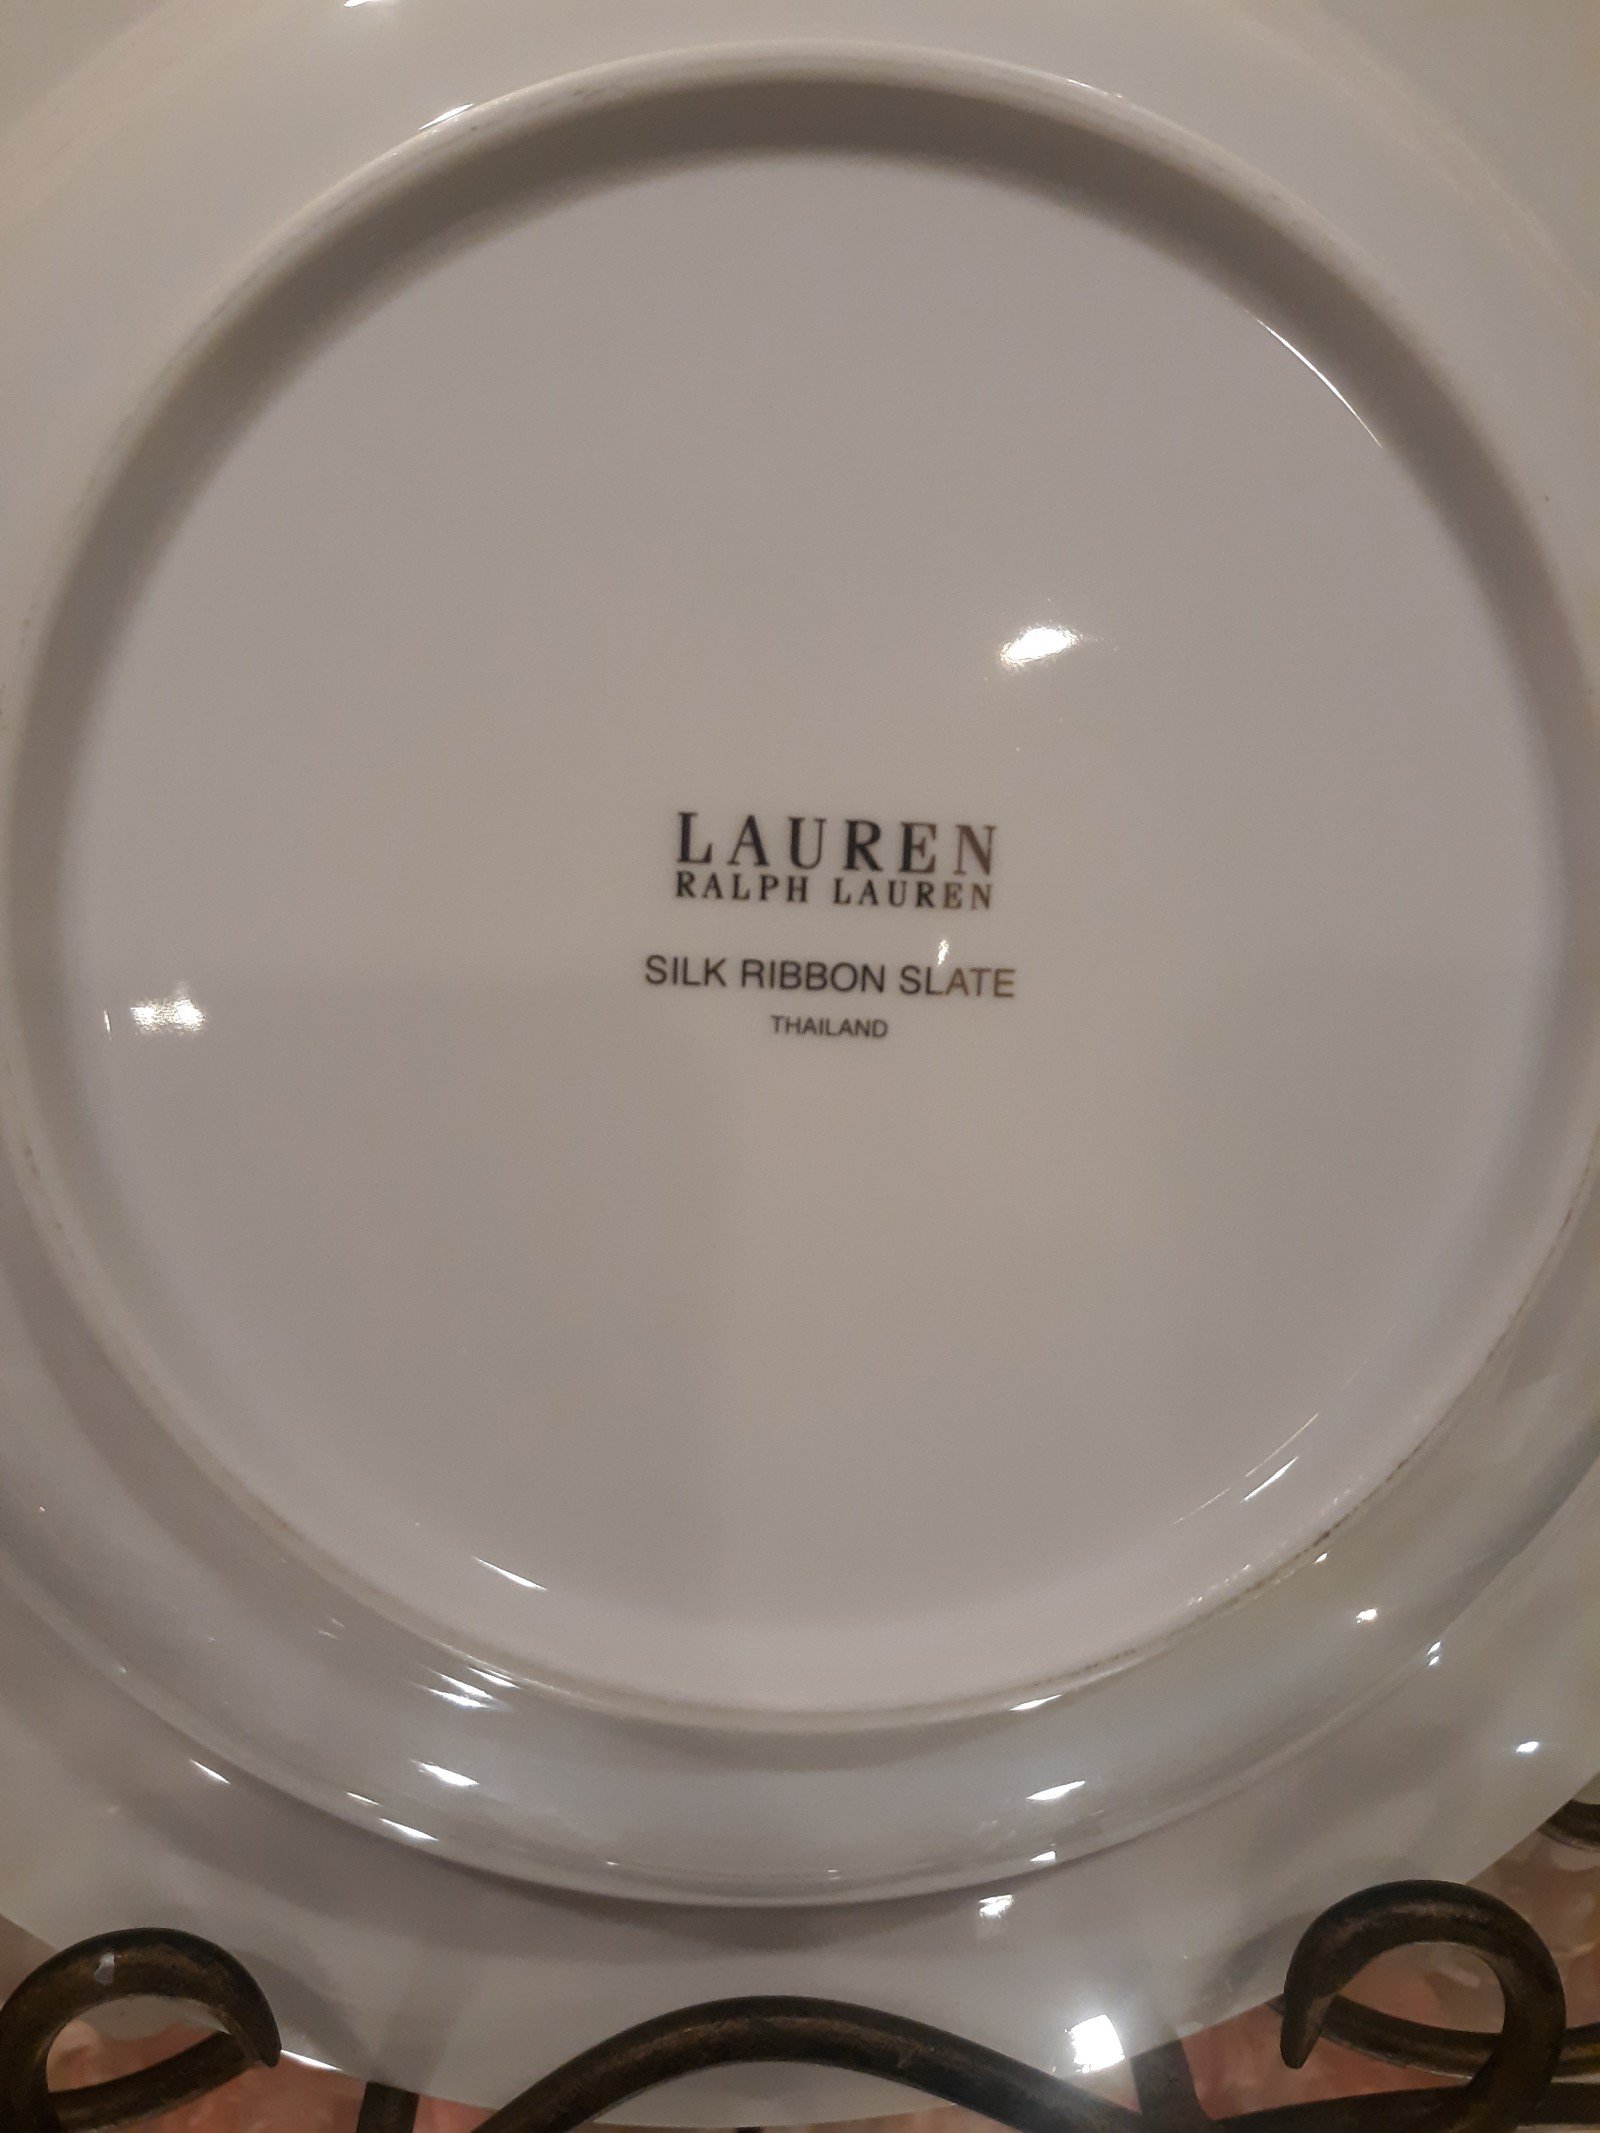 LAUREN
RALPH LAUREN
SILK RIBBON SLATE
THAILAND